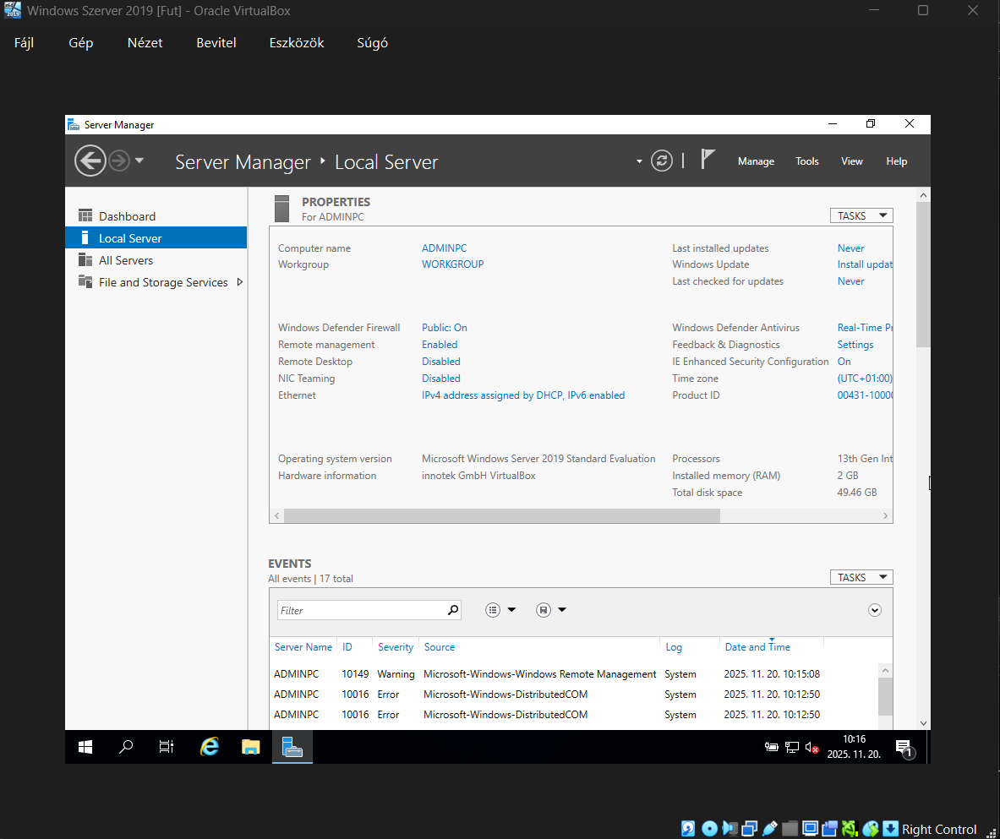 Windows Szerver 2019 [Fut] - Oracle VirtualBox
Fájl Gép Nézet Bevitel Eszközök Súgó
Server Manager
Server Manager Local Server
Manage Tools View Help
Dashboard
Local Server
All Servers
File and Storage Services
PROPERTIES
For ADMINPC
TASKS
Computer name ADMINPC Last installed updates Never
Workgroup WORKGROUP Windows Update Install updat
Last checked for updates Never
Windows Defender Firewall Public: On Windows Defender Antivirus Real-Time Pr
Remote management Enabled Feedback & Diagnostics Settings
Remote Desktop Disabled IE Enhanced Security Configuration On
NIC Teaming Disabled Time zone (UTC+01:00)
Ethernet IPv4 address assigned by DHCP, IPv6 enabled Product ID 00431-10000
Operating system version Microsoft Windows Server 2019 Standard Evaluation Processors 13th Gen Int
Hardware information innotek GmbH VirtualBox Installed memory (RAM) 2 GB
Total disk space 49.46 GB
EVENTS
All events | 17 total
TASKS
Filter
Server Name ID Severity Source Log Date and Time
ADMINPC 10149 Warning Microsoft-Windows-Windows Remote Management System 2025. 11. 20. 10:15:08
ADMINPC 10016 Error Microsoft-Windows-DistributedCOM System 2025. 11. 20. 10:12:50
ADMINPC 10016 Error Microsoft-Windows-DistributedCOM System 2025. 11. 20. 10:12:50
10:16
2025. 11. 20.
1
Right Control